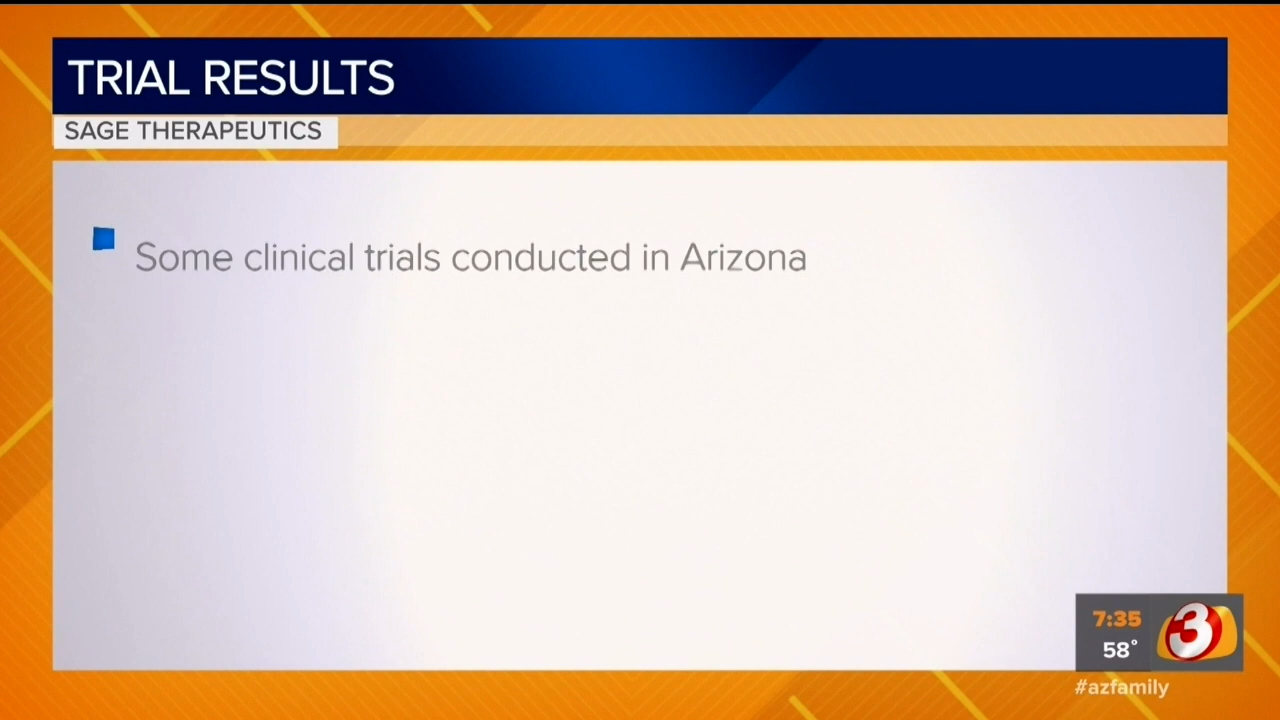 TRIAL RESULTS
SAGE THERAPEUTICS
Some clinical trials conducted in Arizona
7:35
58°
3
#azfamily